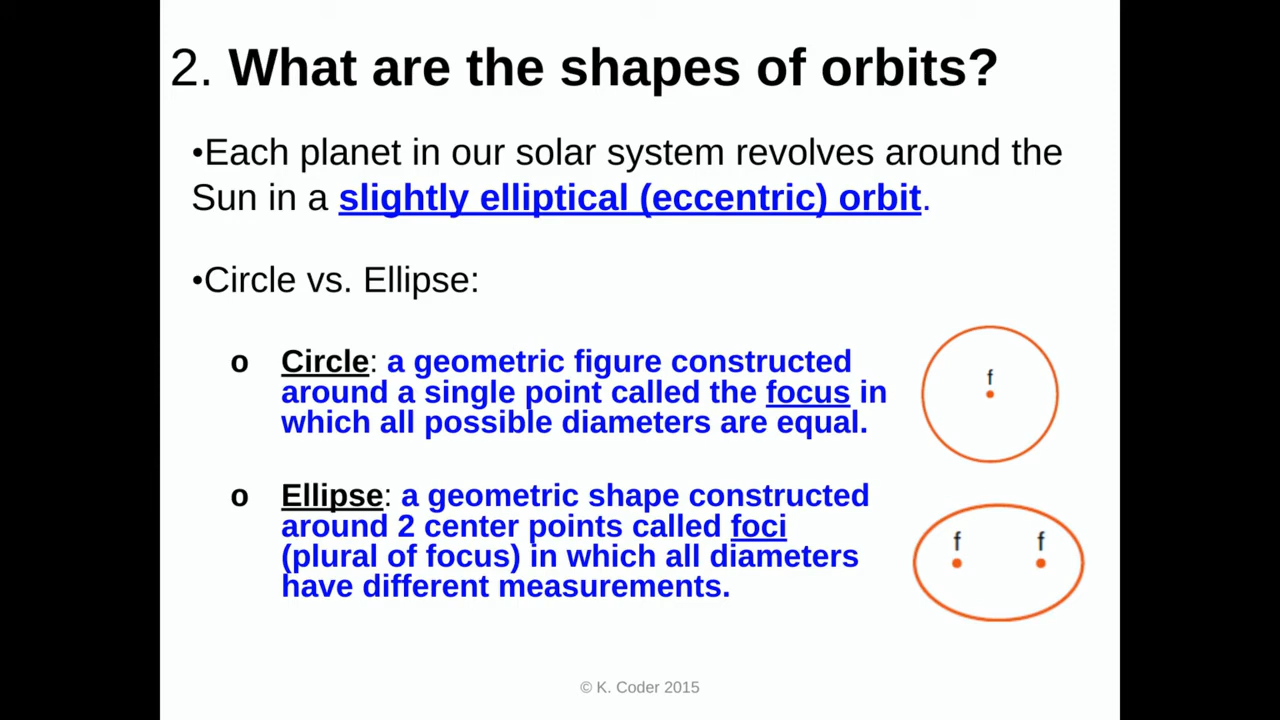 2. What are the shapes of orbits?
•Each planet in our solar system revolves around the
Sun in a slightly elliptical (eccentric) orbit.
•Circle vs. Ellipse:
o Circle: a geometric figure constructed
around a single point called the focus in
which all possible diameters are equal.
f
o Ellipse: a geometric shape constructed
around 2 center points called foci
(plural of focus) in which all diameters
have different measurements.
f f
© K. Coder 2015